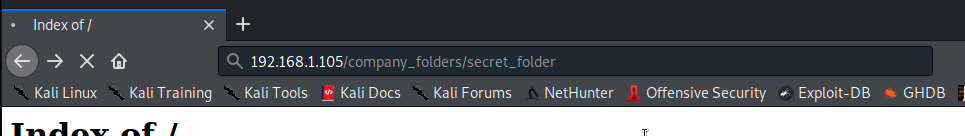 Index of /
192.168.1.105/company_folders/secret_folder
Kali Linux Kali Training Kali Tools Kali Docs Kali Forums NetHunter Offensive Security Exploit-DB GHDB
Index of /